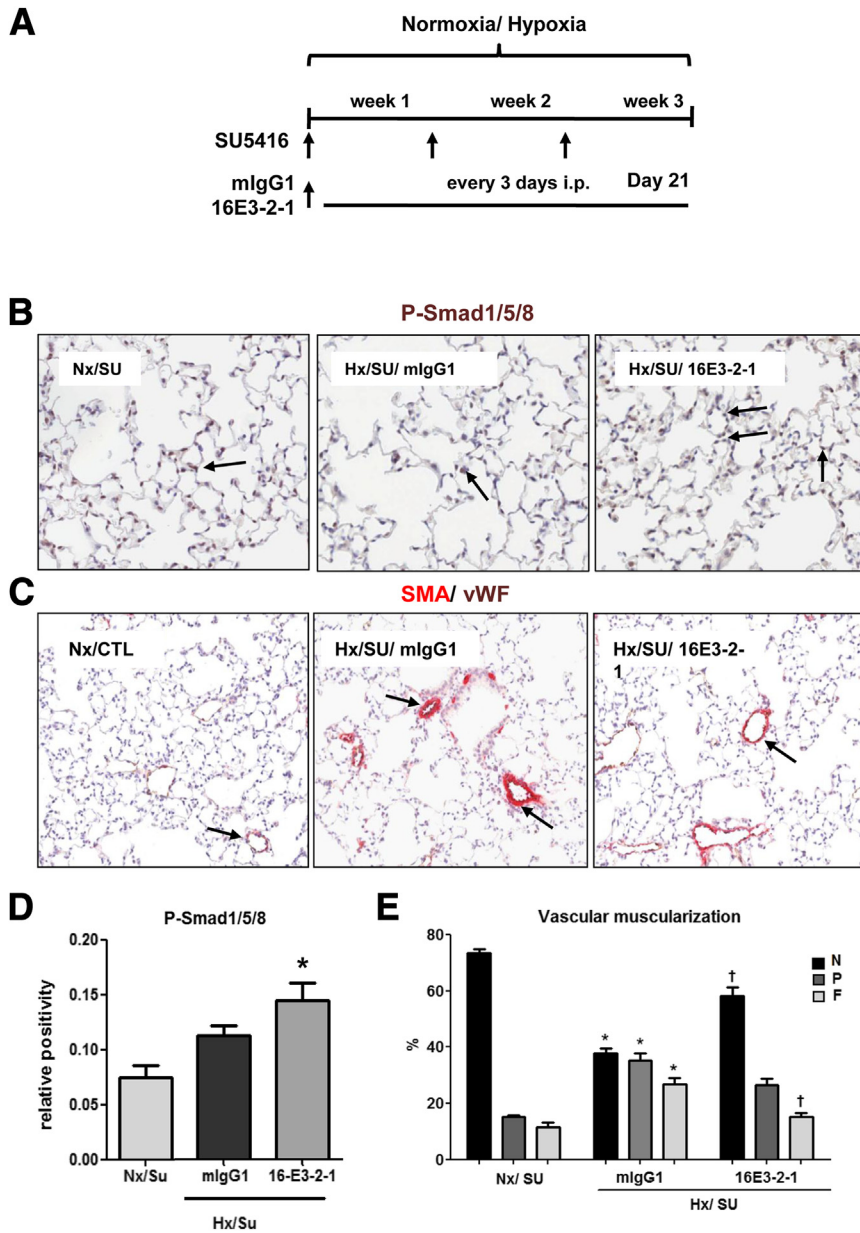 A
Normoxia/ Hypoxia
week 1 week 2 week 3
SU5416
mIgG1 every 3 days i.p. Day 21
16E3-2-1
B
P-Smad1/5/8
Nx/SU Hx/SU/ mIgG1 Hx/SU/ 16E3-2-1
C
SMA/ vWF
Nx/CTL Hx/SU/ mIgG1 Hx/SU/ 16E3-2-
1
D
P-Smad1/5/8
relative positivity
0.20
0.15
0.10
0.05
0.00
*
Nx/Su mIgG1 16-E3-2-1
Hx/Su
E
Vascular muscularization
%
80
60
40
20
0
N
P
F
* * * † †
Nx/ SU mIgG1 16E3-2-1
Hx/ SU